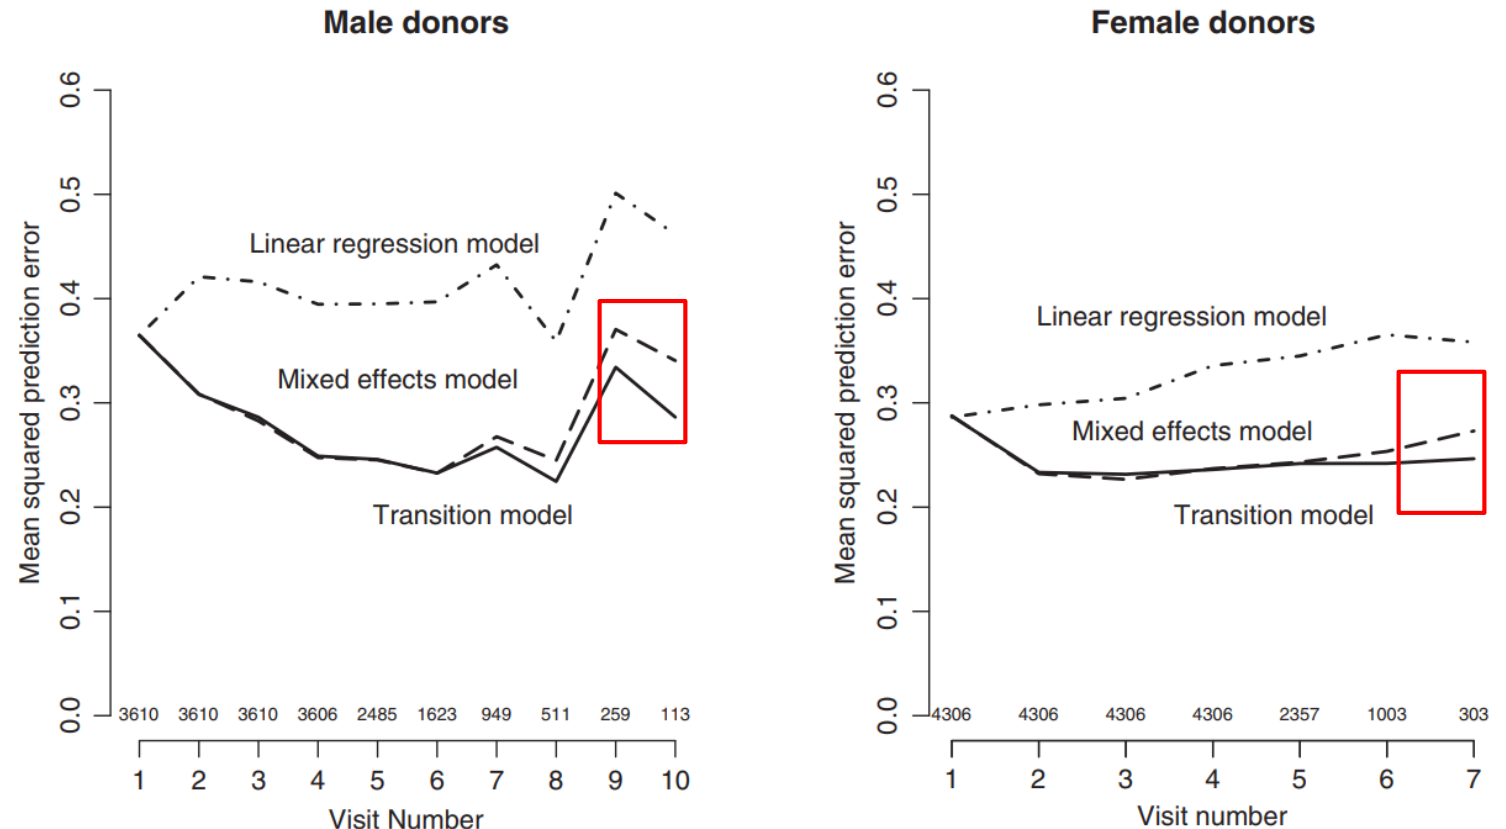 Male donors
Mean squared prediction error
0.6
0.5
0.4
0.3
0.2
0.1
0.0
Linear regression model
Mixed effects model
Transition model
3610 3610 3610 3606 2485 1623 949 511 259 113
1 2 3 4 5 6 7 8 9 10
Visit Number
Female donors
Mean squared prediction error
0.6
0.5
0.4
0.3
0.2
0.1
0.0
Linear regression model
Mixed effects model
Transition model
4306 4306 4306 4306 2357 1003 303
1 2 3 4 5 6 7
Visit number